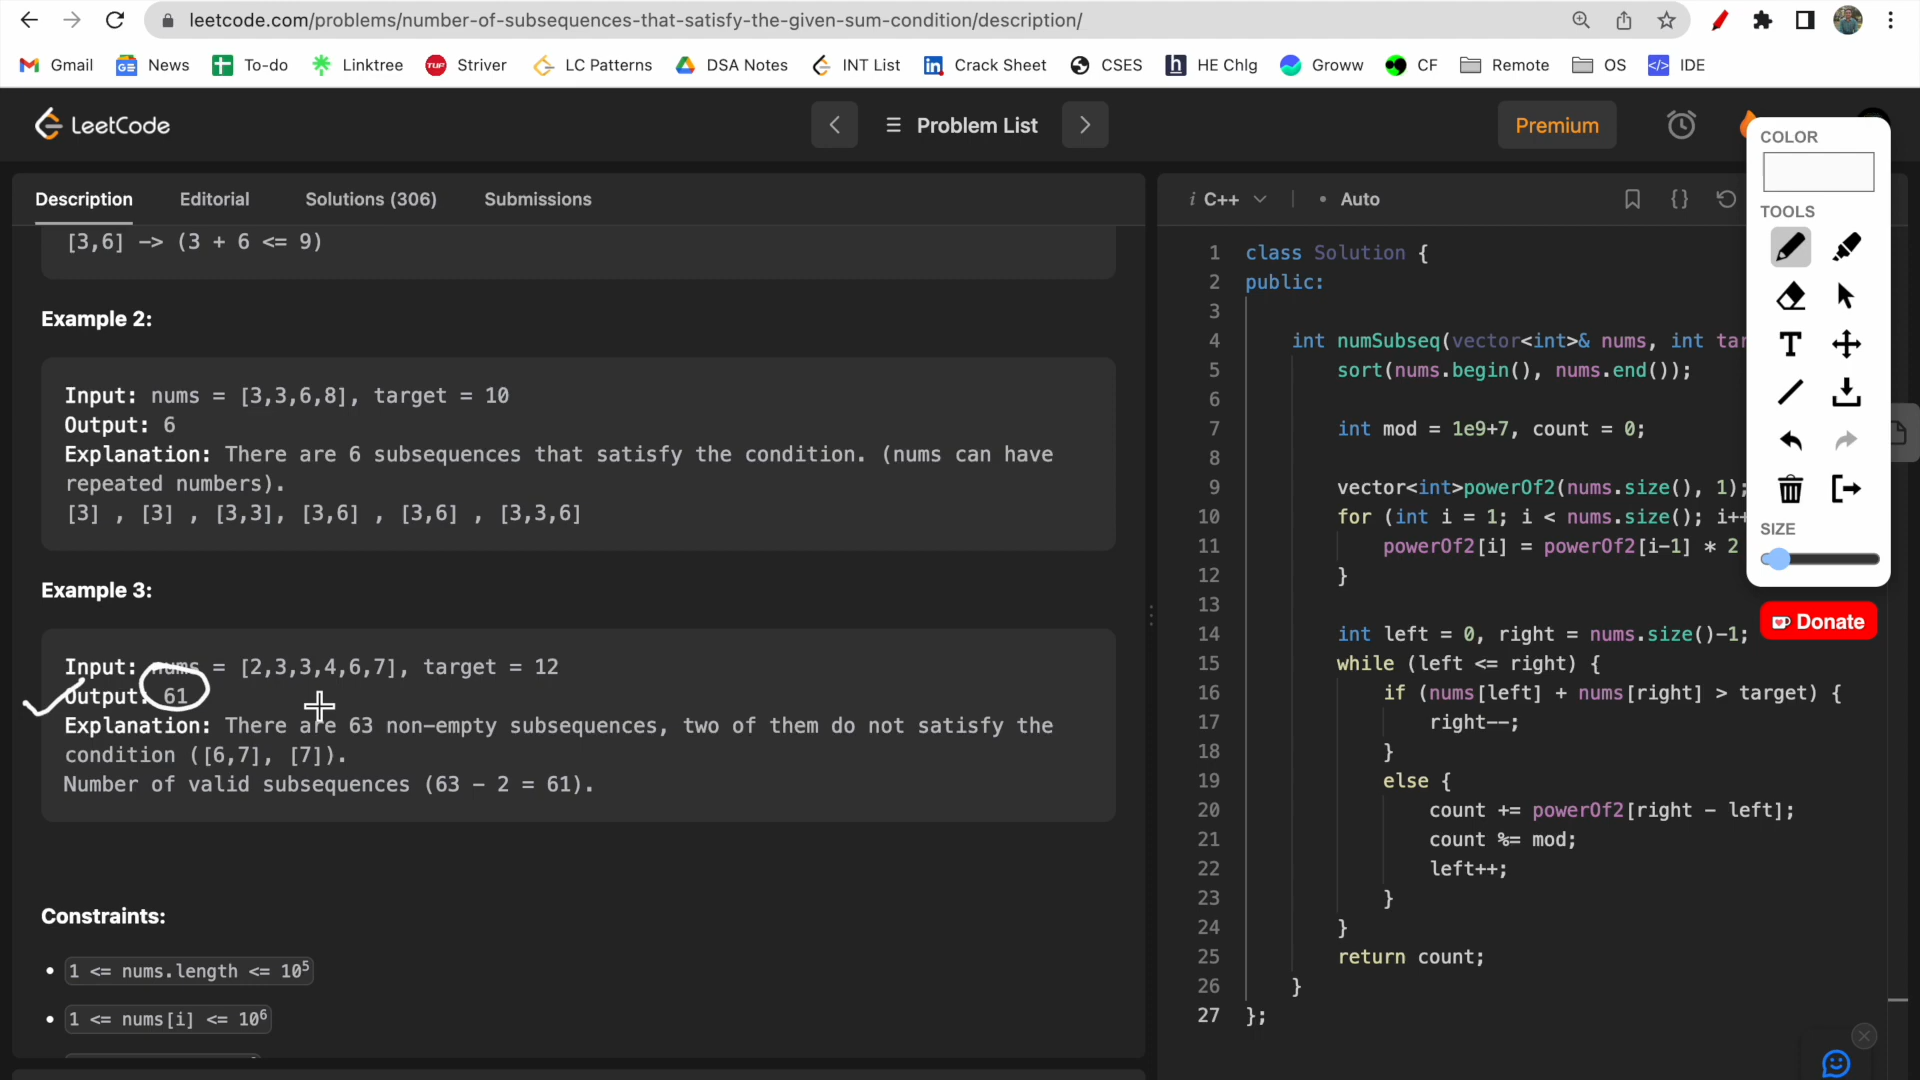 leetcode.com/problems/number-of-subsequences-that-satisfy-the-given-sum-condition/description/
Gmail News To-do Linktree TUF Striver LC Patterns DSA Notes INT List Crack Sheet CSES HE Chlg Groww CF Remote OS IDE
LeetCode
Problem List
Premium
Description Editorial Solutions (306) Submissions
[3,6] -> (3 + 6 <= 9)
Example 2:
Input: nums = [3,3,6,8], target = 10
Output: 6
Explanation: There are 6 subsequences that satisfy the condition. (nums can have
repeated numbers).
[3] , [3] , [3,3], [3,6] , [3,6] , [3,3,6]
Example 3:
Input: nums = [2,3,3,4,6,7], target = 12
Output: 61
Explanation: There are 63 non-empty subsequences, two of them do not satisfy the
condition ([6,7], [7]).
Number of valid subsequences (63 - 2 = 61).
Constraints:
1 <= nums.length <= 10⁵
1 <= nums[i] <= 10⁶
i C++ • Auto
1 class Solution {
2 public:
3
4 int numSubseq(vector<int>& nums, int tar
5 sort(nums.begin(), nums.end());
6
7 int mod = 1e9+7, count = 0;
8
9 vector<int>powerOf2(nums.size(), 1);
10 for (int i = 1; i < nums.size(); i++
11 powerOf2[i] = powerOf2[i-1] * 2
12 }
13
14 int left = 0, right = nums.size()-1;
15 while (left <= right) {
16 if (nums[left] + nums[right] > target) {
17 right--;
18 }
19 else {
20 count += powerOf2[right - left];
21 count %= mod;
22 left++;
23 }
24 }
25 return count;
26 }
27 };
COLOR
TOOLS
T
SIZE
Donate